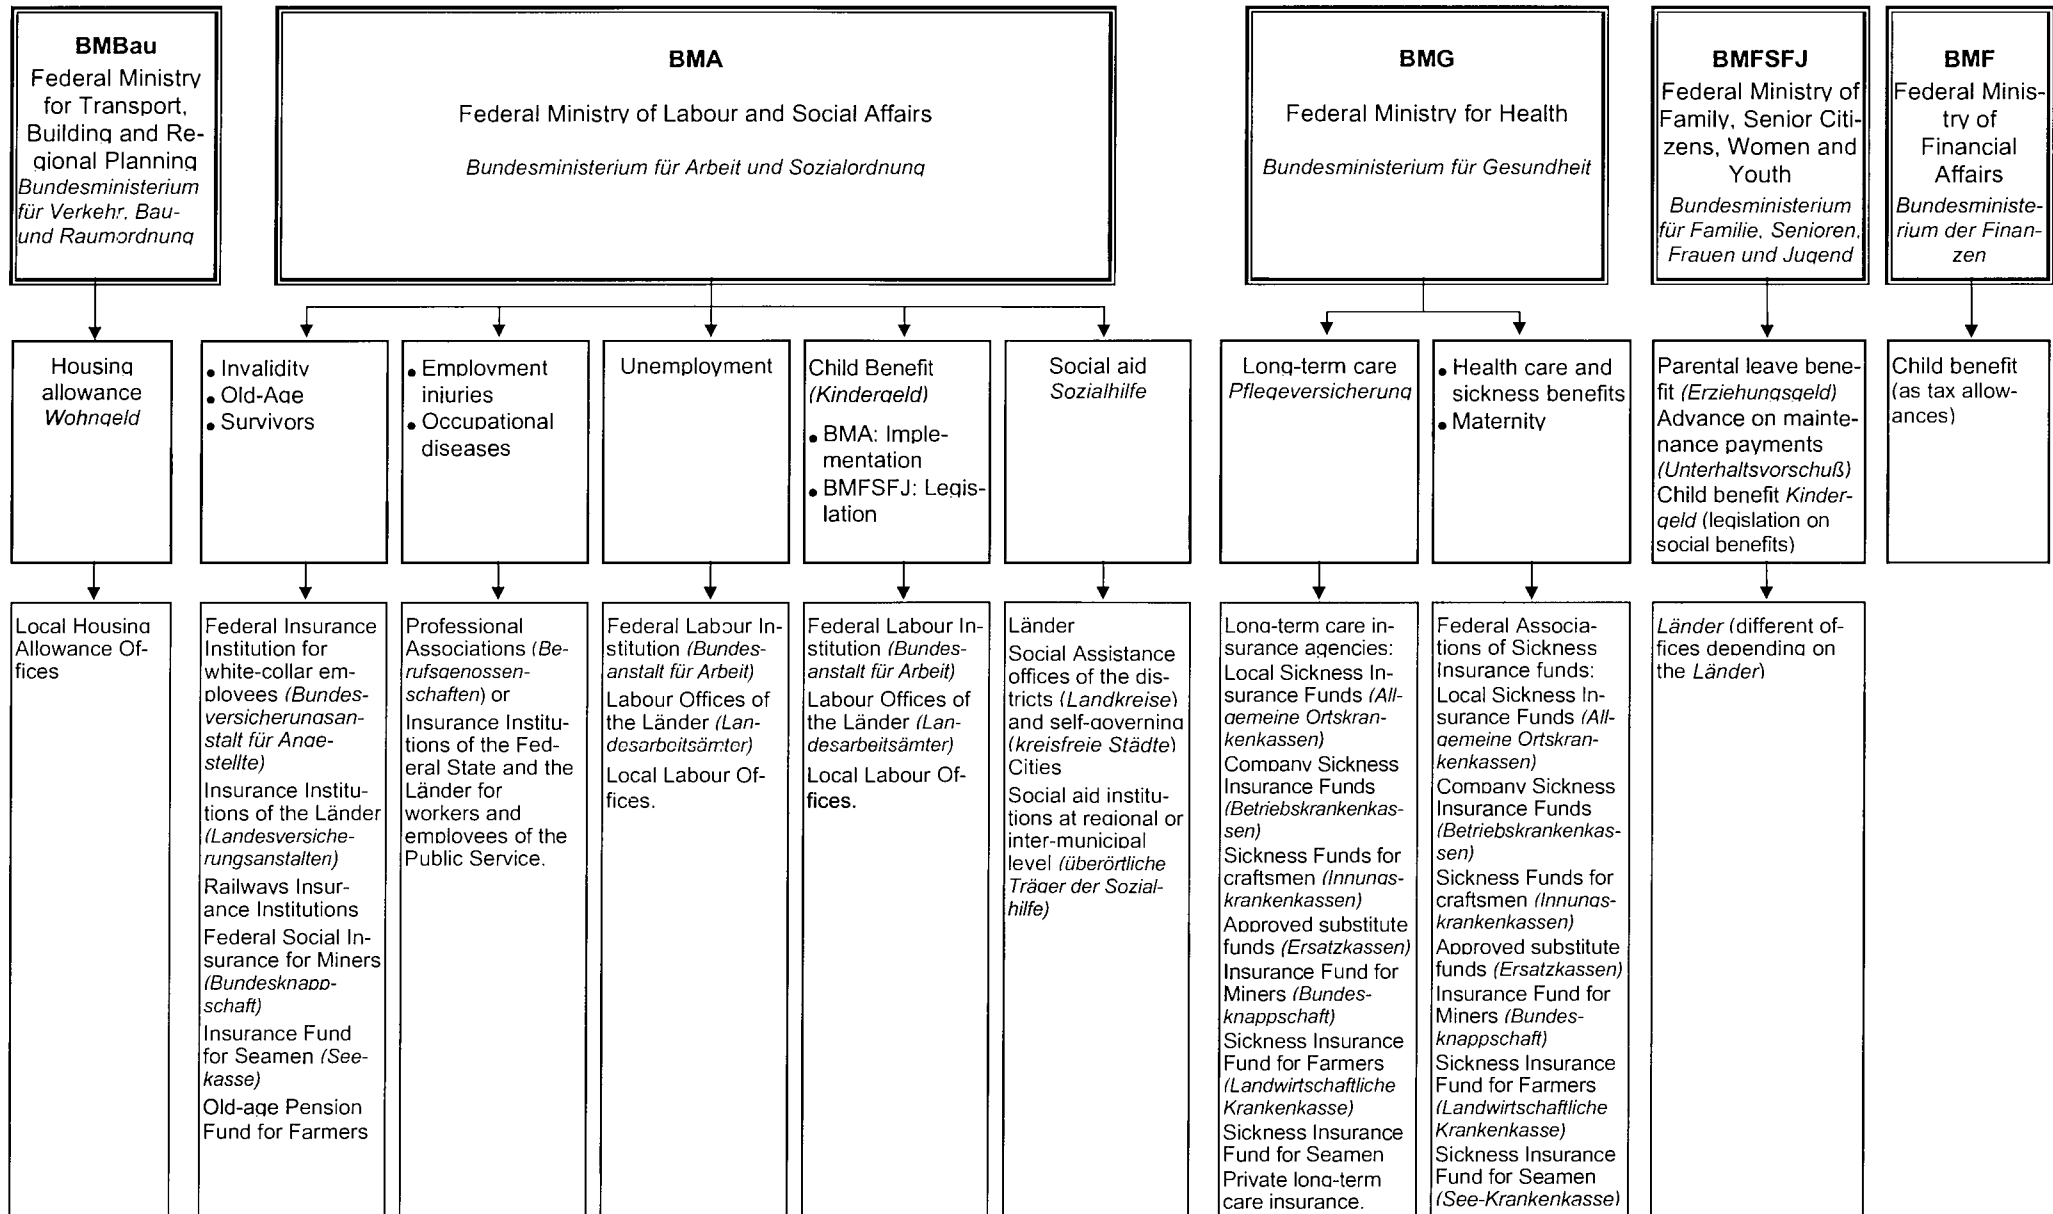 BMBau
Federal Ministry
for Transport,
Building and Re-
gional Planning
Bundesministerium
für Verkehr, Bau-
und Raumordnung
BMA
Federal Ministry of Labour and Social Affairs
Bundesministerium für Arbeit und Sozialordnung
BMG
Federal Ministry for Health
Bundesministerium für Gesundheit
BMFSFJ
Federal Ministry of
Family, Senior Citi-
zens, Women and
Youth
Bundesministerium
für Familie, Senioren,
Frauen und Jugend
BMF
Federal Minis-
try of
Financial
Affairs
Bundesministe-
rium der Finan-
zen
Housing
allowance
Wohngeld
• Invalidity
• Old-Age
• Survivors
• Employment
injuries
• Occupational
diseases
Unemployment
Child Benefit
(Kindergeld)
• BMA: Imple-
mentation
• BMFSFJ: Legis-
lation
Social aid
Sozialhilfe
Long-term care
Pflegeversicherung
• Health care and
sickness benefits
• Maternity
Parental leave bene-
fit (Erziehungsgeld)
Advance on mainte-
nance payments
(Unterhaltsvorschuß)
Child benefit Kinder-
geld (legislation on
social benefits)
Child benefit
(as tax allow-
ances)
Local Housing
Allowance Of-
fices
Federal Insurance
Institution for
white-collar em-
ployees (Bundes-
versicherungsan-
stalt für Ange-
stellte)
Insurance Institu-
tions of the Länder
(Landesversiche-
rungsanstalten)
Railways Insur-
ance Institutions
Federal Social In-
surance for Miners
(Bundesknapp-
schaft)
Insurance Fund
for Seamen (See-
kasse)
Old-age Pension
Fund for Farmers
Professional
Associations (Be-
rufsgenossen-
schaften) or
Insurance Institu-
tions of the Fed-
eral State and the
Länder for
workers and
employees of the
Public Service.
Federal Labour In-
stitution (Bundes-
anstalt für Arbeit)
Labour Offices of
the Länder (Lan-
desarbeitsämter)
Local Labour Of-
fices.
Federal Labour In-
stitution (Bundes-
anstalt für Arbeit)
Labour Offices of
the Länder (Lan-
desarbeitsämter)
Local Labour Of-
fices.
Länder
Social Assistance
offices of the dis-
tricts (Landkreise)
and self-governing
(kreisfreie Städte)
Cities
Social aid institu-
tions at regional or
inter-municipal
level (überörtliche
Träger der Sozial-
hilfe)
Long-term care in-
surance agencies:
Local Sickness In-
surance Funds (All-
gemeine Ortskran-
kenkassen)
Company Sickness
Insurance Funds
(Betriebskrankenkas-
sen)
Sickness Funds for
craftsmen (Innungs-
krankenkassen)
Approved substitute
funds (Ersatzkassen)
Insurance Fund for
Miners (Bundes-
knappschaft)
Sickness Insurance
Fund for Farmers
(Landwirtschaftliche
Krankenkasse)
Sickness Insurance
Fund for Seamen
Private long-term
care insurance.
Federal Associa-
tions of Sickness
Insurance funds:
Local Sickness In-
surance Funds (All-
gemeine Ortskran-
kenkassen)
Company Sickness
Insurance Funds
(Betriebskrankenkas-
sen)
Sickness Funds for
craftsmen (Innungs-
krankenkassen)
Approved substitute
funds (Ersatzkassen)
Insurance Fund for
Miners (Bundes-
knappschaft)
Sickness Insurance
Fund for Farmers
(Landwirtschaftliche
Krankenkasse)
Sickness Insurance
Fund for Seamen
(See-Krankenkasse)
Länder (different of-
fices depending on
the Länder)